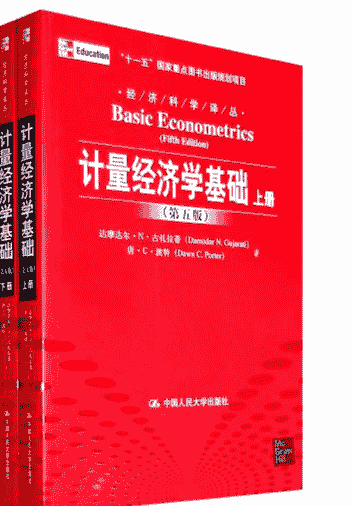 Education
"十一五"国家重点图书出版规划项目
·经/济/科/学/译/丛·
Basic Econometrics
(Fifth Edition)
计量经济学基础 上册
(第五版)
达摩达尔·N·古扎拉蒂(Damodar N. Gujarati)
唐·C·波特(Dawn C. Porter)
著
中国人民大学出版社
Mc
Graw
Hill
计量经济学基础
上册
计量经济学基础
下册